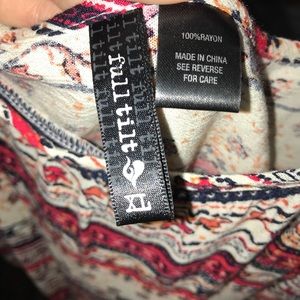 full tilt
100%RAYON
MADE IN CHINA
SEE REVERSE
FOR CARE